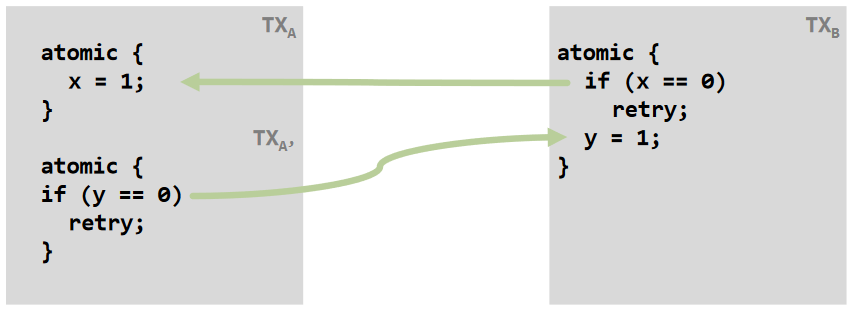 TXA
atomic {
x = 1;
}
TXA'
atomic {
if (y == 0)
retry;
}
TXB
atomic {
if (x == 0)
retry;
y = 1;
}